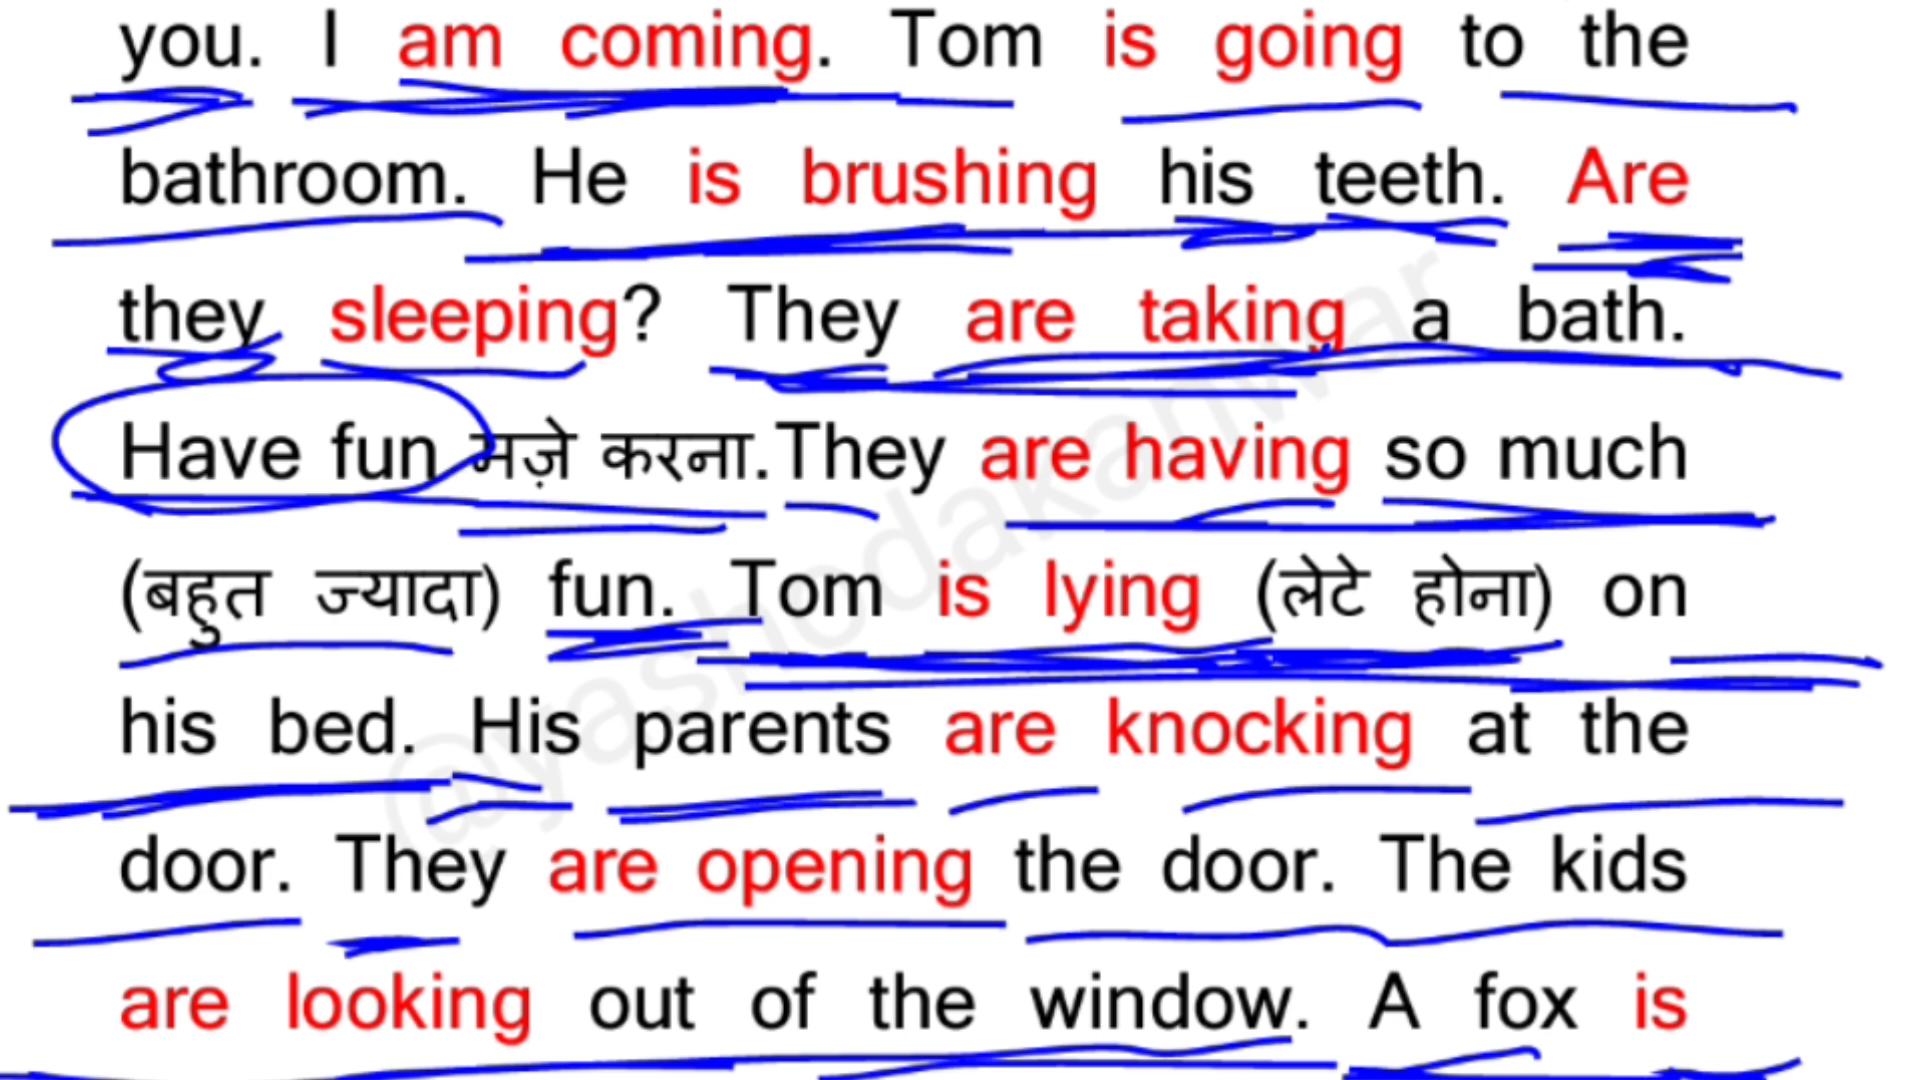 you. I am coming. Tom is going to the
bathroom. He is brushing his teeth. Are
they sleeping? They are taking a bath.
Have fun मज़े करना.They are having so much
(बहुत ज्यादा) fun. Tom is lying (लेटे होना) on
his bed. His parents are knocking at the
door. They are opening the door. The kids
are looking out of the window. A fox is
@yashodakanwar